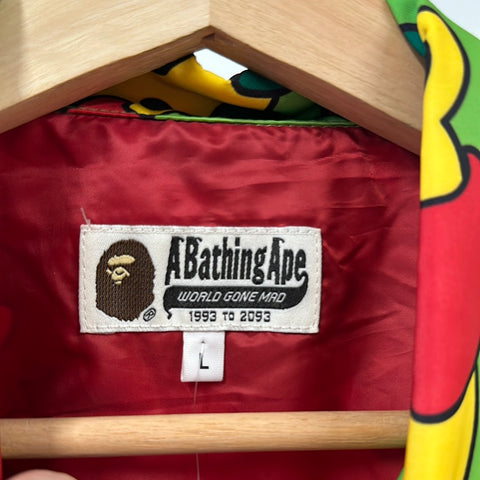 A Bathing Ape
®
WORLD GONE MAD
1993 TO 2093
L